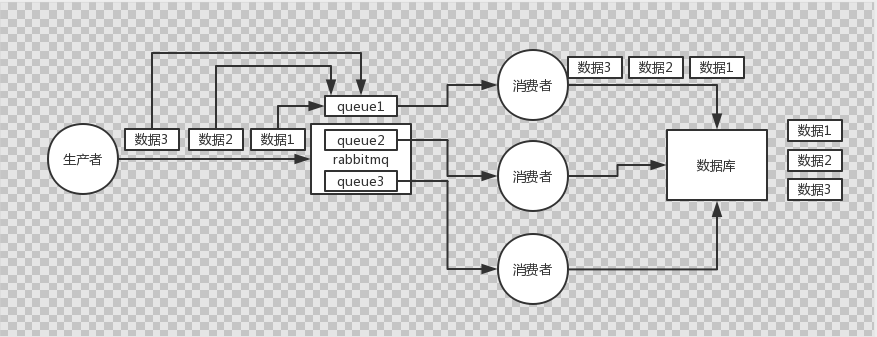 数据3 数据2 数据1
消费者
queue1
生产者
数据3 数据2 数据1
queue2
rabbitmq
queue3
消费者
消费者
数据库
数据1
数据2
数据3